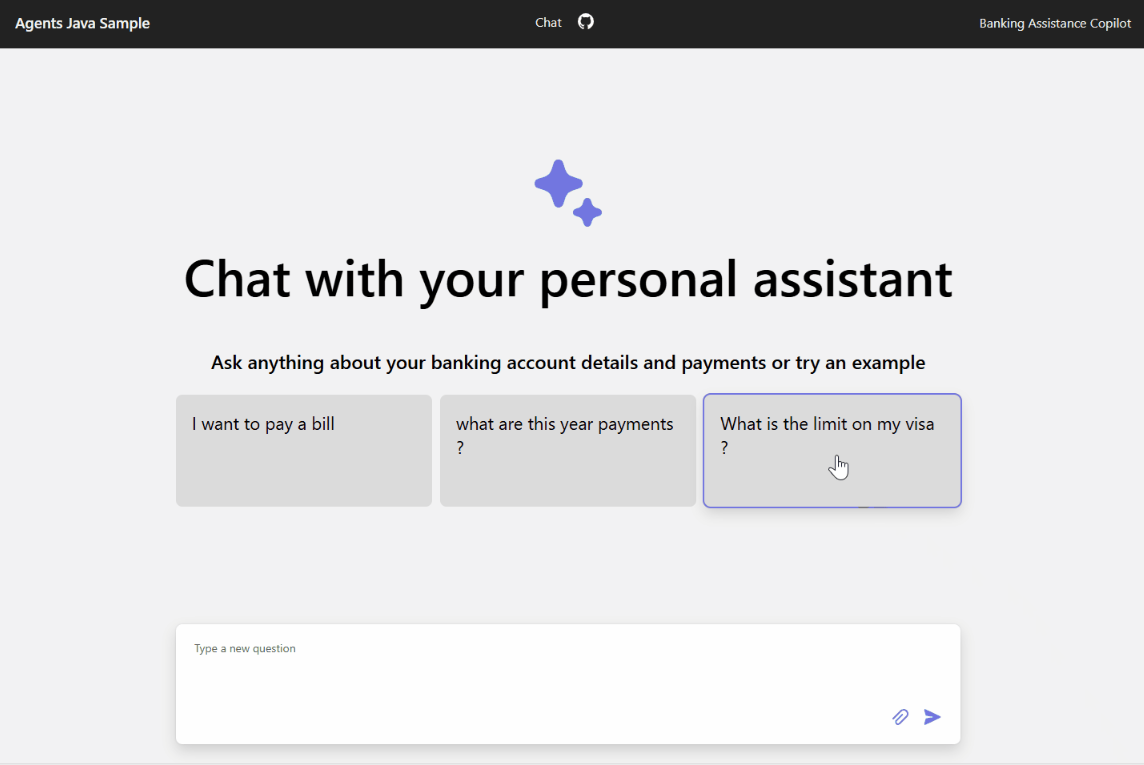 Agents Java Sample
Chat
Banking Assistance Copilot
Chat with your personal assistant
Ask anything about your banking account details and payments or try an example
I want to pay a bill
what are this year payments
?
What is the limit on my visa
?
Type a new question